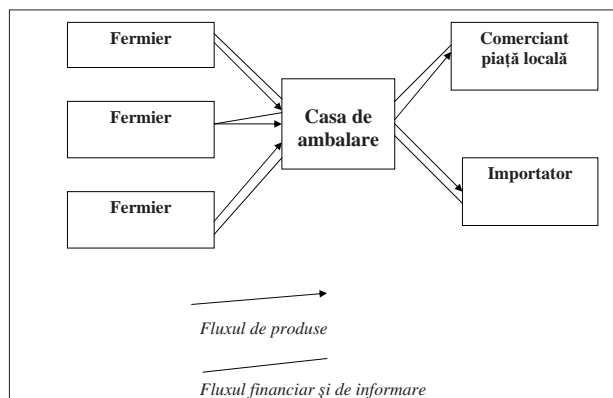 Fermier
Fermier
Fermier
Casa de
ambalare
Comerciant
piață locală
Importator
Fluxul de produse
Fluxul financiar și de informare